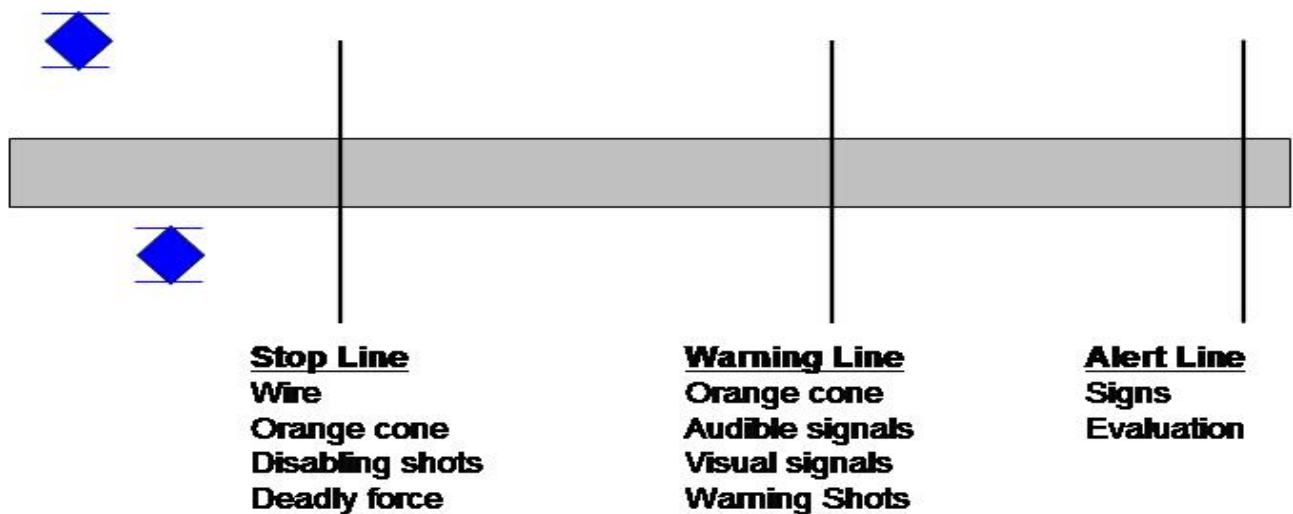 Stop Line
Wire
Orange cone
Disabling shots
Deadly force
Warning Line
Orange cone
Audible signals
Visual signals
Warning Shots
Alert Line
Signs
Evaluation